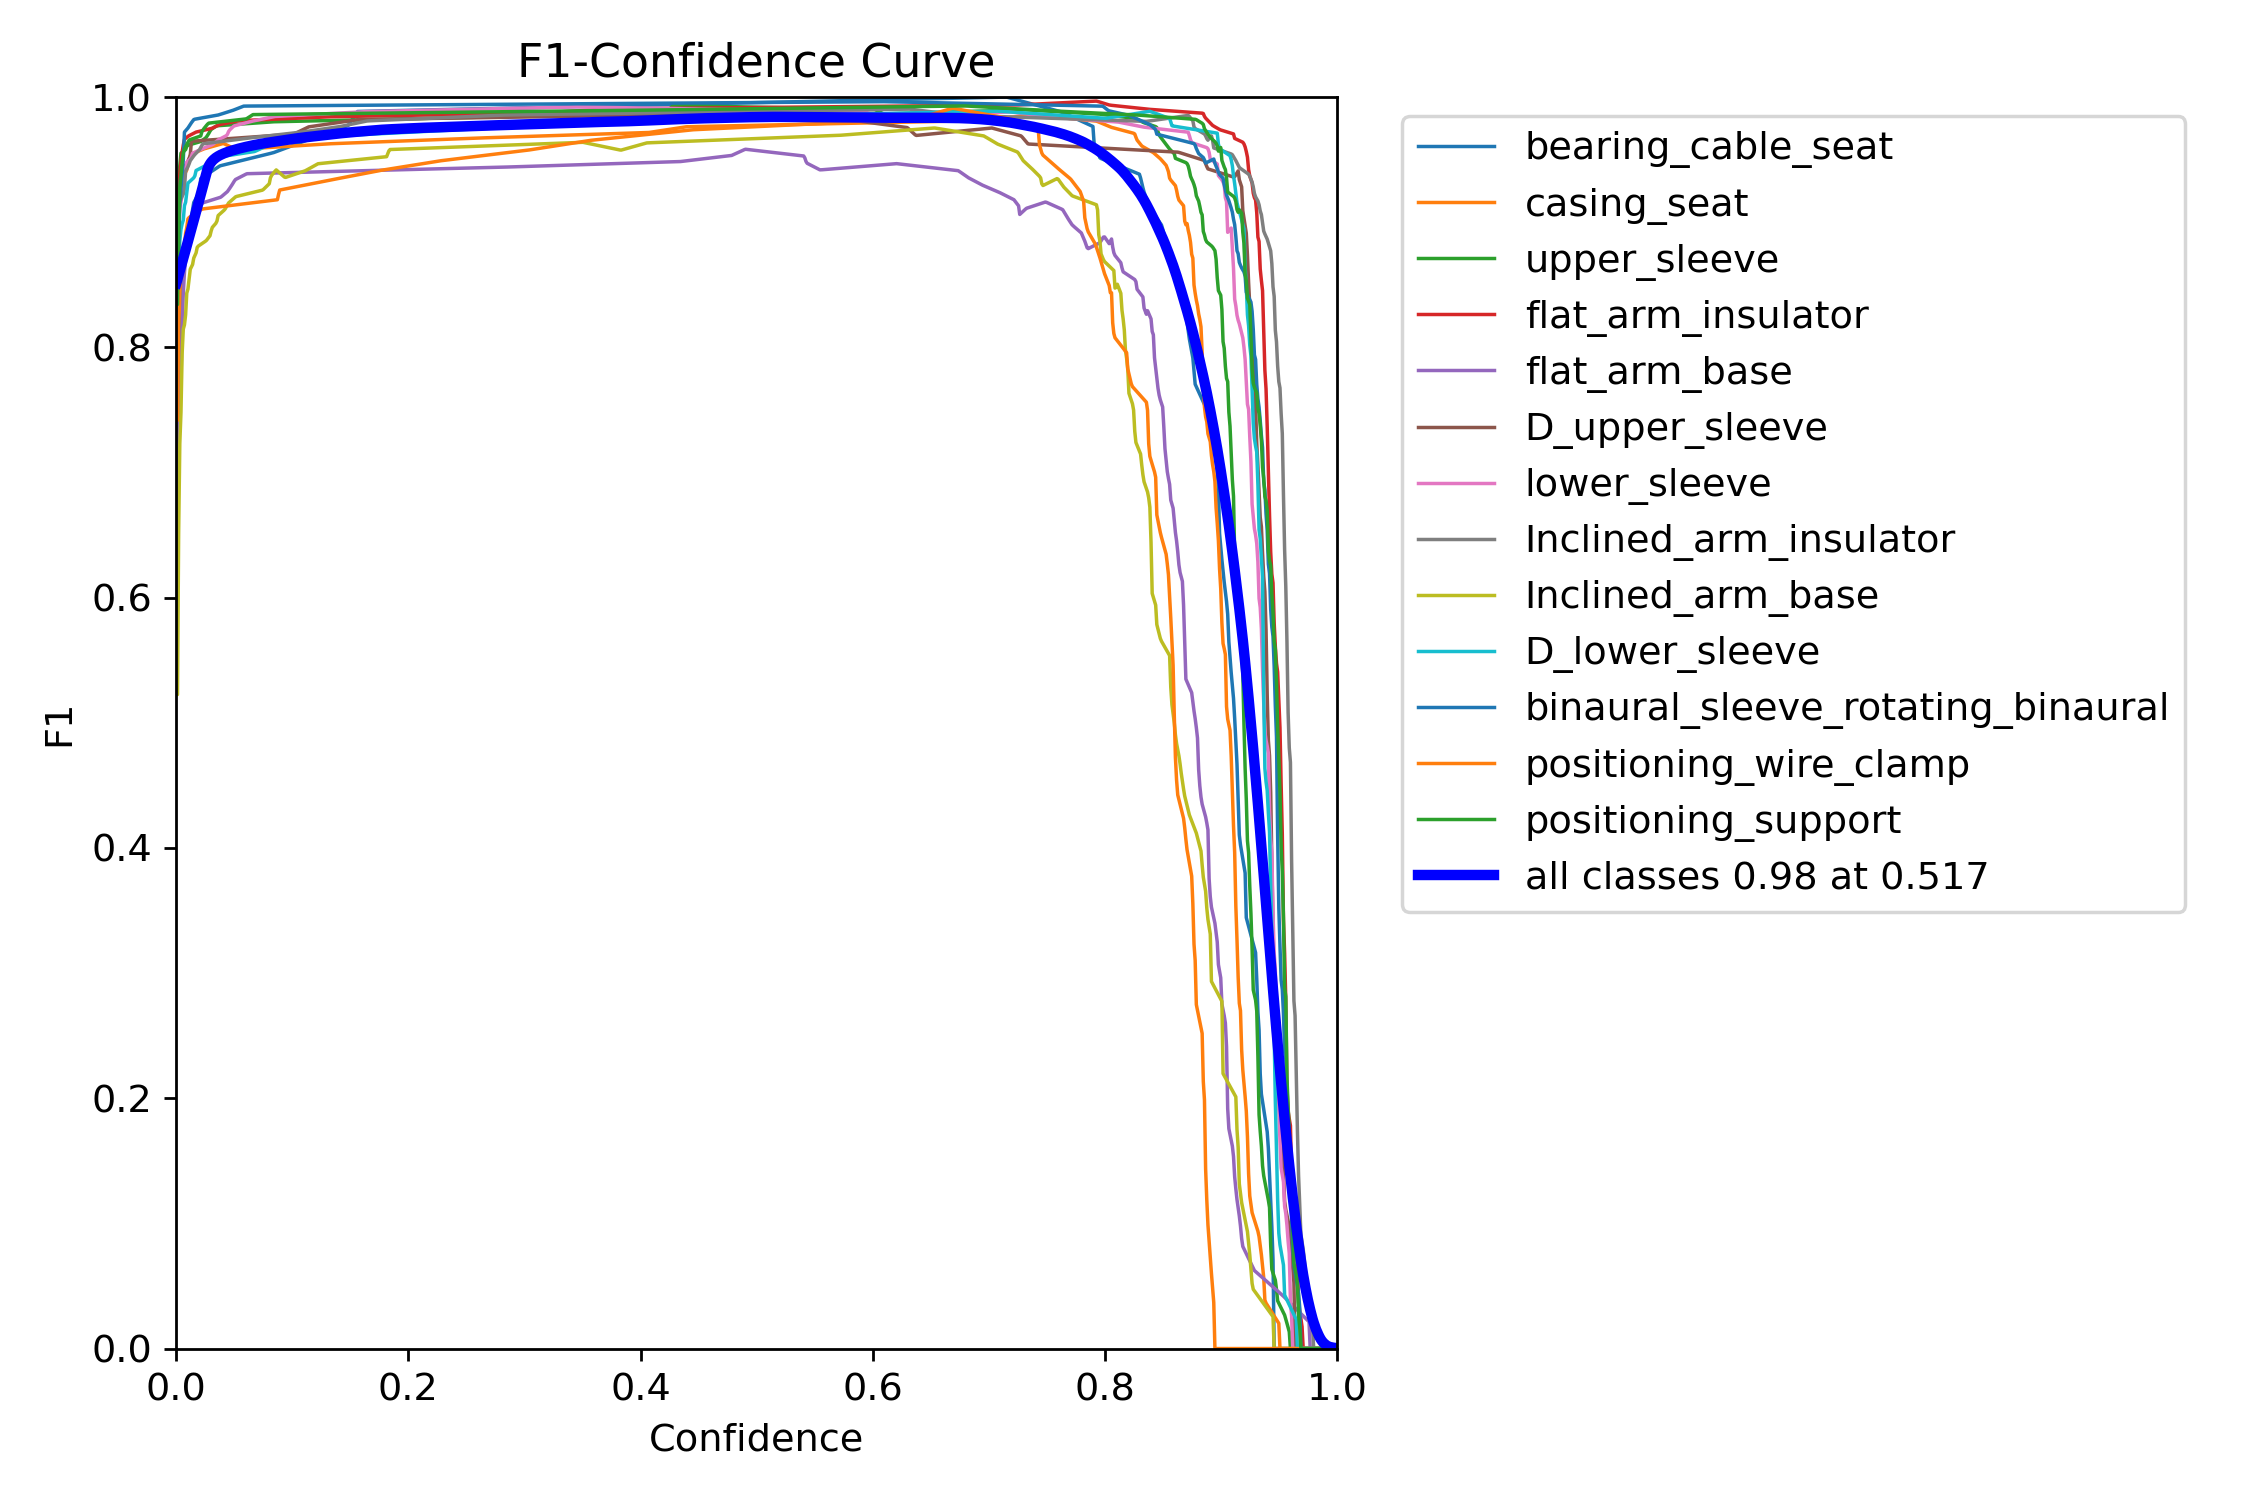 F1-Confidence Curve
1.0
0.8
0.6
0.4
0.2
0.0
F1
0.0 0.2 0.4 0.6 0.8 1.0
Confidence
bearing_cable_seat
casing_seat
upper_sleeve
flat_arm_insulator
flat_arm_base
D_upper_sleeve
lower_sleeve
Inclined_arm_insulator
Inclined_arm_base
D_lower_sleeve
binaural_sleeve_rotating_binaural
positioning_wire_clamp
positioning_support
all classes 0.98 at 0.517